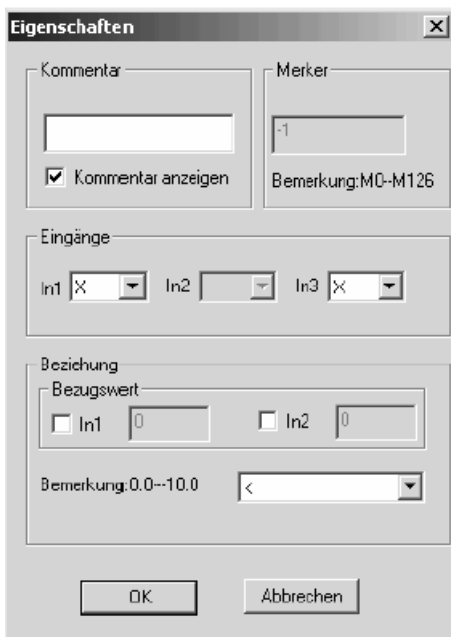 Eigenschaften
Kommentar
Kommentar anzeigen
Merker
-1
Bemerkung:M0--M126
Eingänge
In1 X In2 In3 X
Beziehung
Bezugswert
In1 0 In2 0
Bemerkung:0.0---10.0 <
OK Abbrechen